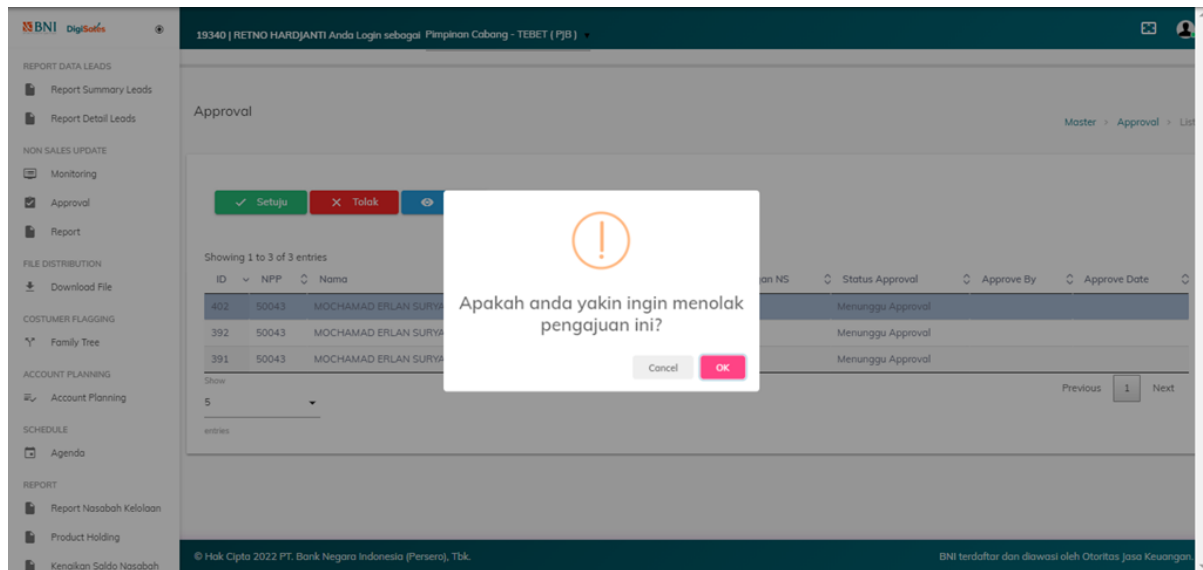 BNI DigiSales
19340 | RETNO HARDJANTI Anda Login sebagai Pimpinan Cabang - TEBET ( PJB )
REPORT DATA LEADS
Report Summary Leads
Report Detail Leads
NON SALES UPDATE
Monitoring
Approval
Report
FILE DISTRIBUTION
Download File
COSTUMER FLAGGING
Family Tree
ACCOUNT PLANNING
Account Planning
SCHEDULE
Agenda
REPORT
Report Nasabah Kelolaan
Product Holding
Kenaikan Saldo Nasabah
Approval
Master > Approval > List
Setuju Tolak
Showing 1 to 3 of 3 entries
ID NPP Nama an NS Status Approval Approve By Approve Date
402 50043 MOCHAMAD ERLAN SURYA Menunggu Approval
392 50043 MOCHAMAD ERLAN SURYA Menunggu Approval
391 50043 MOCHAMAD ERLAN SURYA Menunggu Approval
Show
5
entries
Previous 1 Next
Apakah anda yakin ingin menolak
pengajuan ini?
Cancel OK
© Hak Cipta 2022 PT. Bank Negara Indonesia (Persero), Tbk.
BNI terdaftar dan diawasi oleh Otoritas Jasa Keuangan.